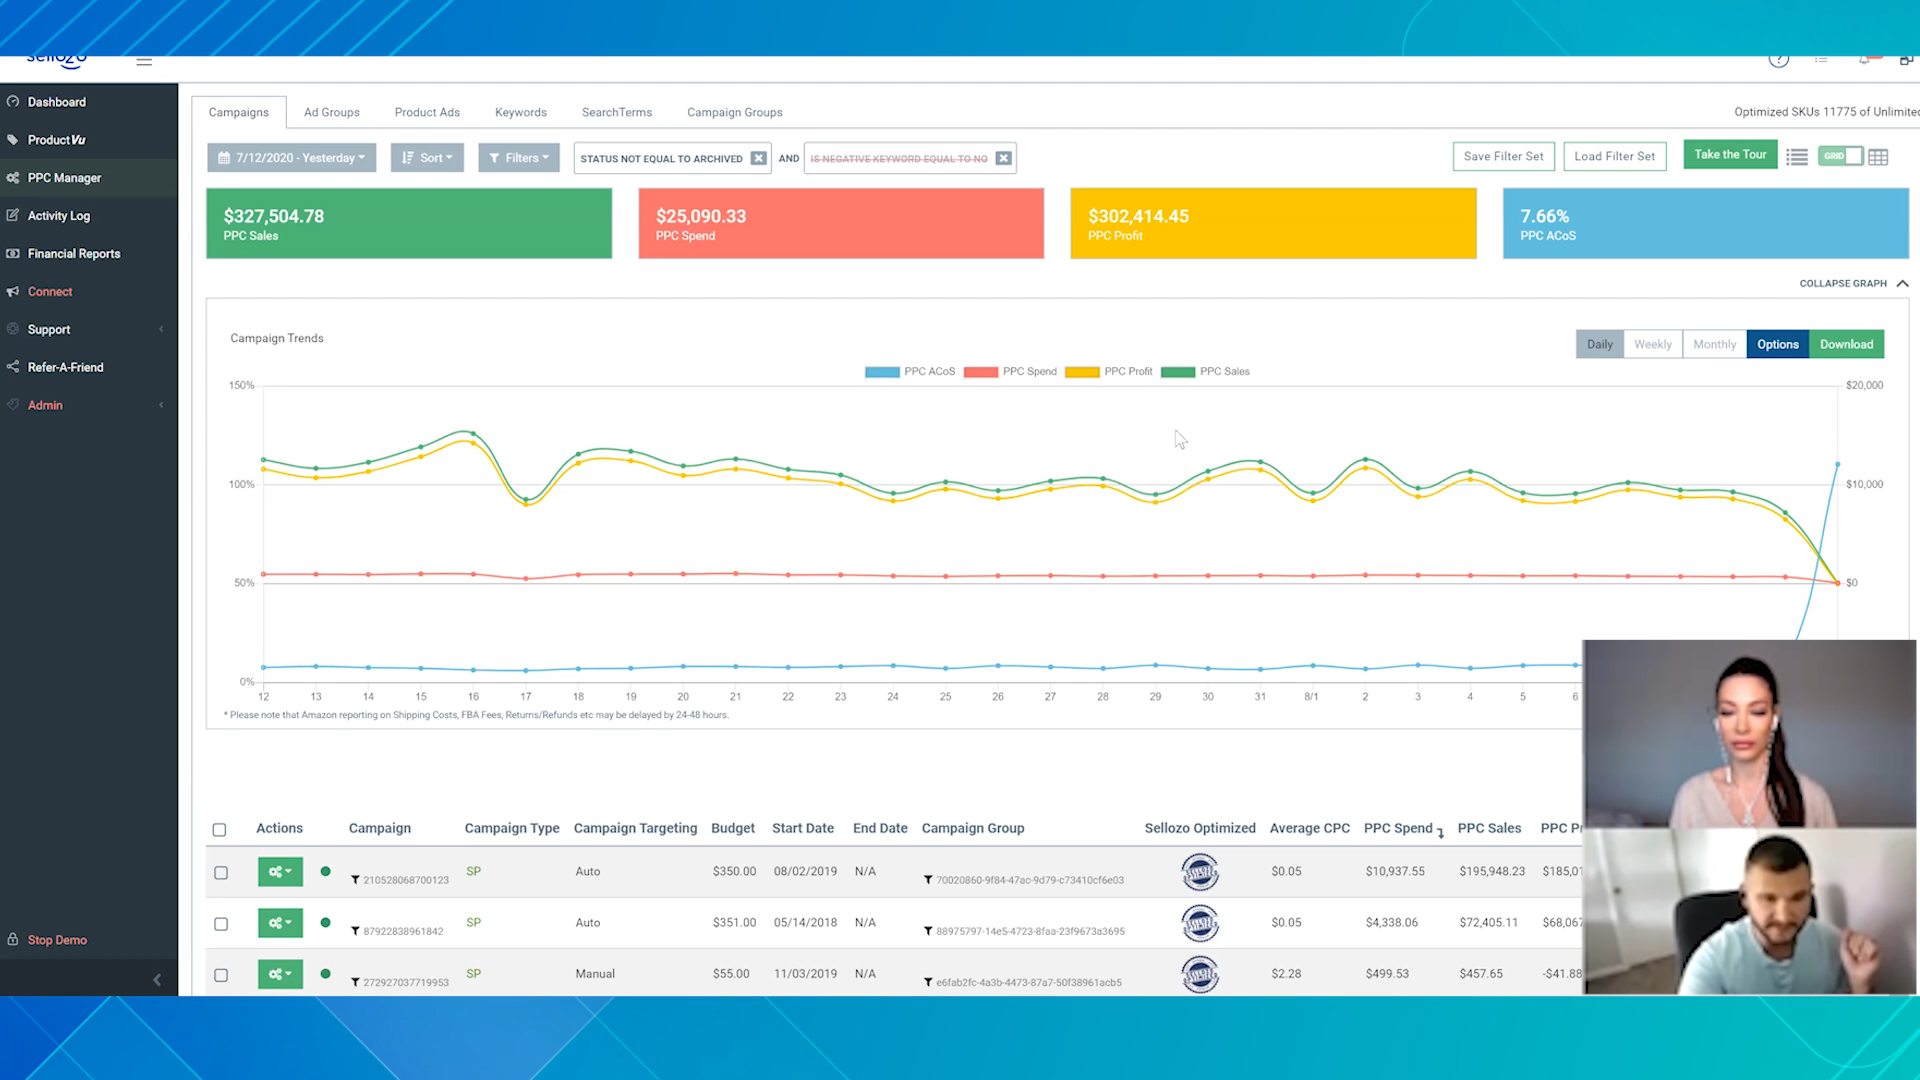 sellozo
Dashboard
ProductVu
PPC Manager
Activity Log
Financial Reports
Connect
Support
Refer-A-Friend
Admin
Stop Demo
Campaigns Ad Groups Product Ads Keywords SearchTerms Campaign Groups
Optimized SKUs 11775 of Unlimited
7/12/2020 - Yesterday Sort Filters STATUS NOT EQUAL TO ARCHIVED AND IS NEGATIVE KEYWORD EQUAL TO NO Save Filter Set Load Filter Set Take the Tour GRID
$327,504.78 $25,090.33 $302,414.45 7.66%
PPC Sales PPC Spend PPC Profit PPC ACoS
COLLAPSE GRAPH
Campaign Trends
Daily Weekly Monthly Options Download
PPC ACoS PPC Spend PPC Profit PPC Sales
150% $20,000
100% $10,000
50% $0
0%
12 13 14 15 16 17 18 19 20 21 22 23 24 25 26 27 28 29 30 31 8/1 2 3 4 5 6
* Please note that Amazon reporting on Shipping Costs, FBA Fees, Returns/Refunds etc may be delayed by 24-48 hours.
Actions Campaign Campaign Type Campaign Targeting Budget Start Date End Date Campaign Group Sellozo Optimized Average CPC PPC Spend PPC Sales PPC P
210528068700123 SP Auto $350.00 08/02/2019 N/A 70020860-9f84-47ac-9d79-c73410cf6e03 $0.05 $10,937.55 $195,948.23 $185,01
87922838961842 SP Auto $351.00 05/14/2018 N/A 88975797-14e5-4723-8faa-23f9673a3695 $0.05 $4,338.06 $72,405.11 $68,067
272927037719953 SP Manual $55.00 11/03/2019 N/A e6fab2fc-4a3b-4473-87a7-50f38961acb5 $2.28 $499.53 $457.65 -$41.88